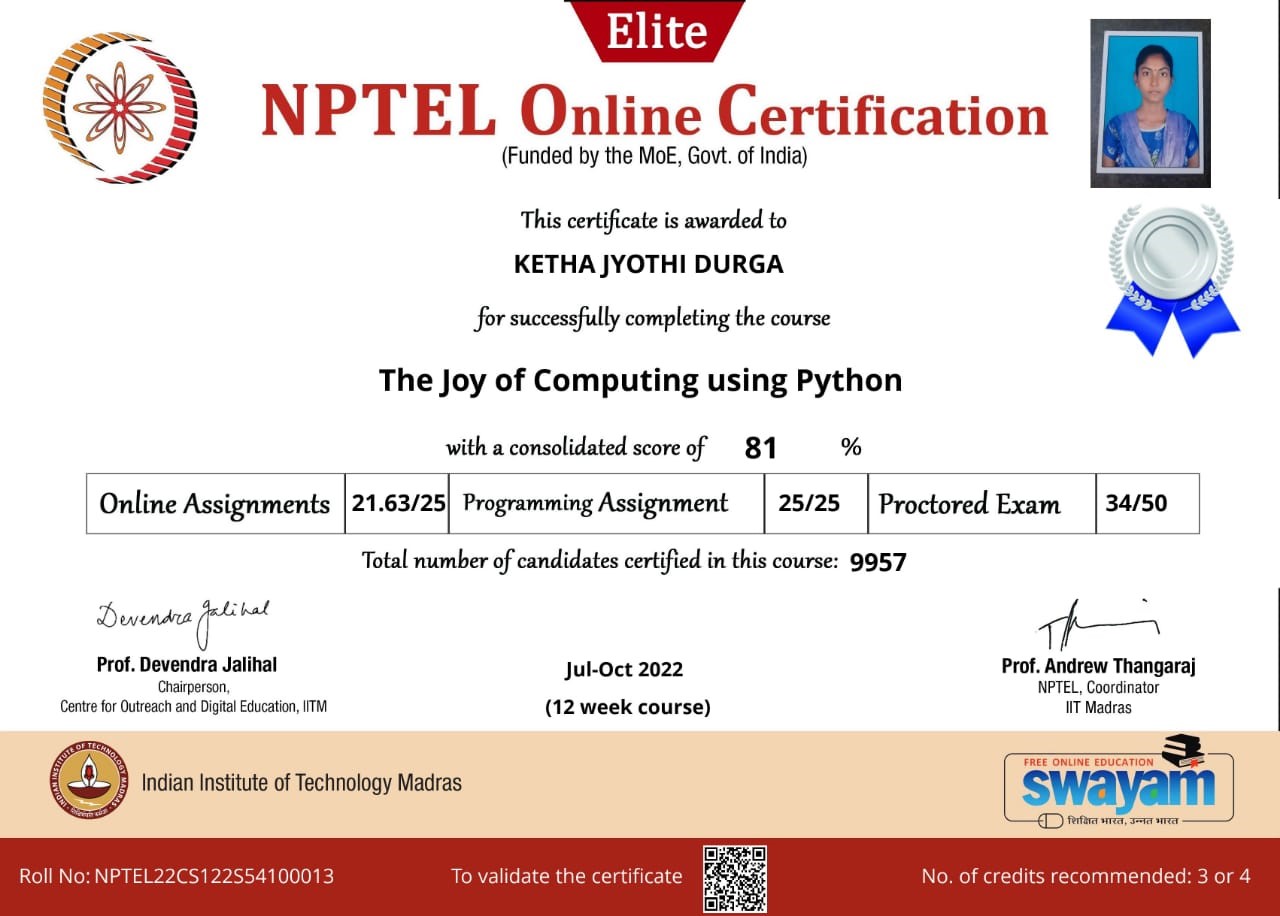 Elite
NPTEL Online Certification
(Funded by the MoE, Govt. of India)
This certificate is awarded to
KETHA JYOTHI DURGA
for successfully completing the course
The Joy of Computing using Python
with a consolidated score of 81 %
Online Assignments 21.63/25 Programming Assignment 25/25 Proctored Exam 34/50
Total number of candidates certified in this course: 9957
Devendra Jalihal
Prof. Devendra Jalihal
Chairperson,
Centre for Outreach and Digital Education, IITM
Jul-Oct 2022
(12 week course)
Prof. Andrew Thangaraj
NPTEL, Coordinator
IIT Madras
INDIAN INSTITUTE OF TECHNOLOGY MADRAS
Indian Institute of Technology Madras
FREE ONLINE EDUCATION
swayam
शिक्षित भारत, उन्नत भारत
Roll No: NPTEL22CS122S54100013
To validate the certificate
No. of credits recommended: 3 or 4